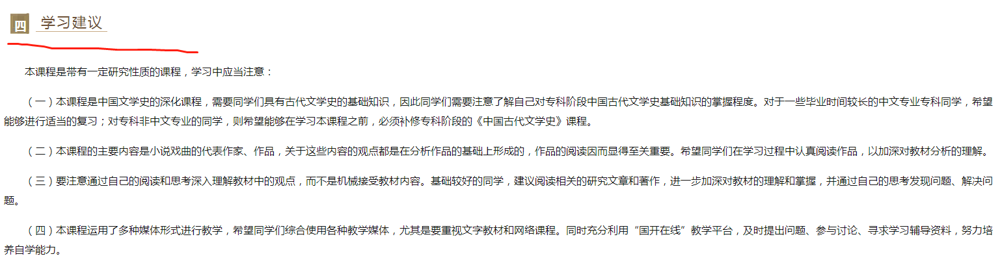 四 学习建议
本课程是带有一定研究性质的课程，学习中应当注意：
（一）本课程是中国文学史的深化课程，需要同学们具有古代文学史的基础知识，因此同学们需要注意了解自己对专科阶段中国古代文学史基础知识的掌握程度。对于一些毕业时间较长的中文专业专科同学，希望
能够进行适当的复习；对专科非中文专业的同学，则希望能够在学习本课程之前，必须补修专科阶段的《中国古代文学史》课程。
（二）本课程的主要内容是小说戏曲的代表作家、作品，关于这些内容的观点都是在分析作品的基础上形成的，作品的阅读因而显得至关重要。希望同学们在学习过程中认真阅读作品，以加深对教材分析的理解。
（三）要注意通过自己的阅读和思考深入理解教材中的观点，而不是机械接受教材内容。基础较好的同学，建议阅读相关的研究文章和著作，进一步加深对教材的理解和掌握，并通过自己的思考发现问题、解决问
题。
（四）本课程运用了多种媒体形式进行教学，希望同学们综合使用各种教学媒体，尤其是要重视文字教材和网络课程。同时充分利用“国开在线”教学平台，及时提出问题、参与讨论、寻求学习辅导资料，努力培
养自学能力。